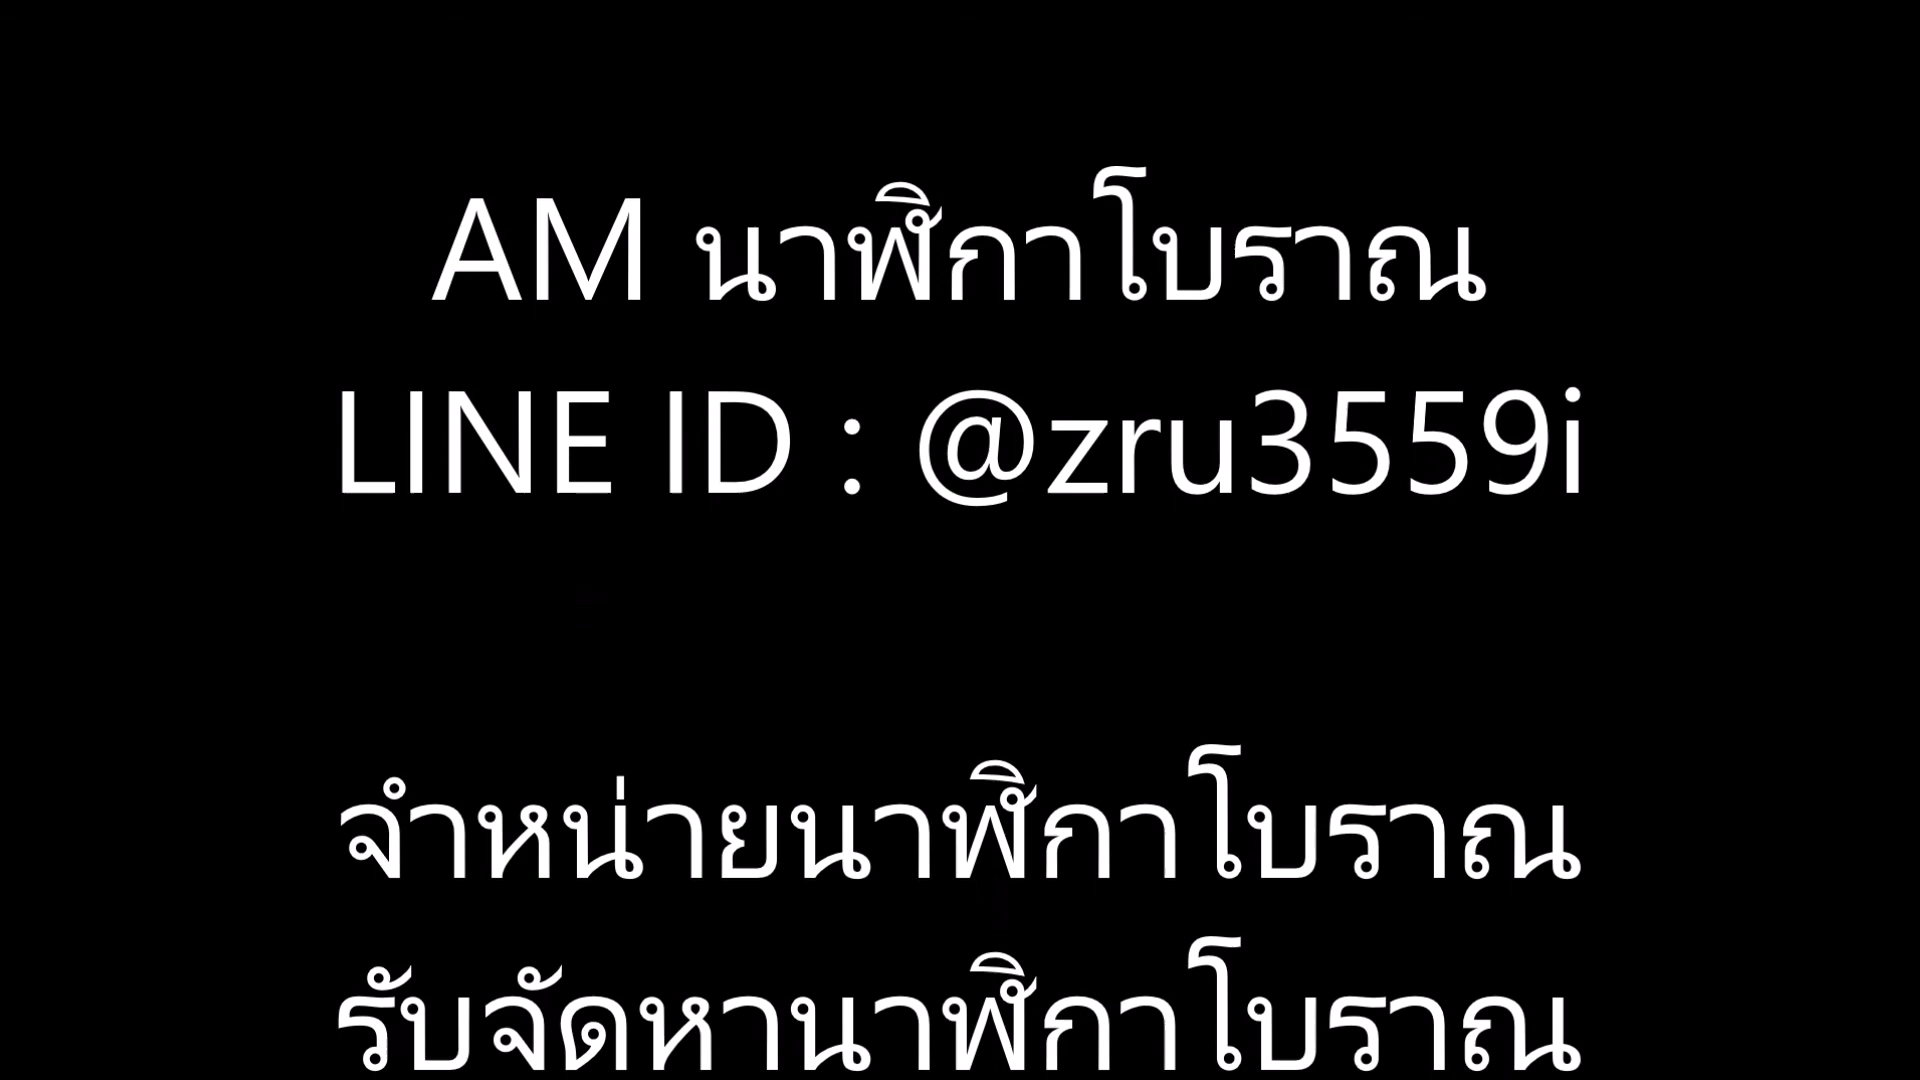 AM นาฬิกาโบราณ
LINE ID : @zru3559i
จำหน่ายนาฬิกาโบราณ
รับจัดหานาฬิกาโบราณ